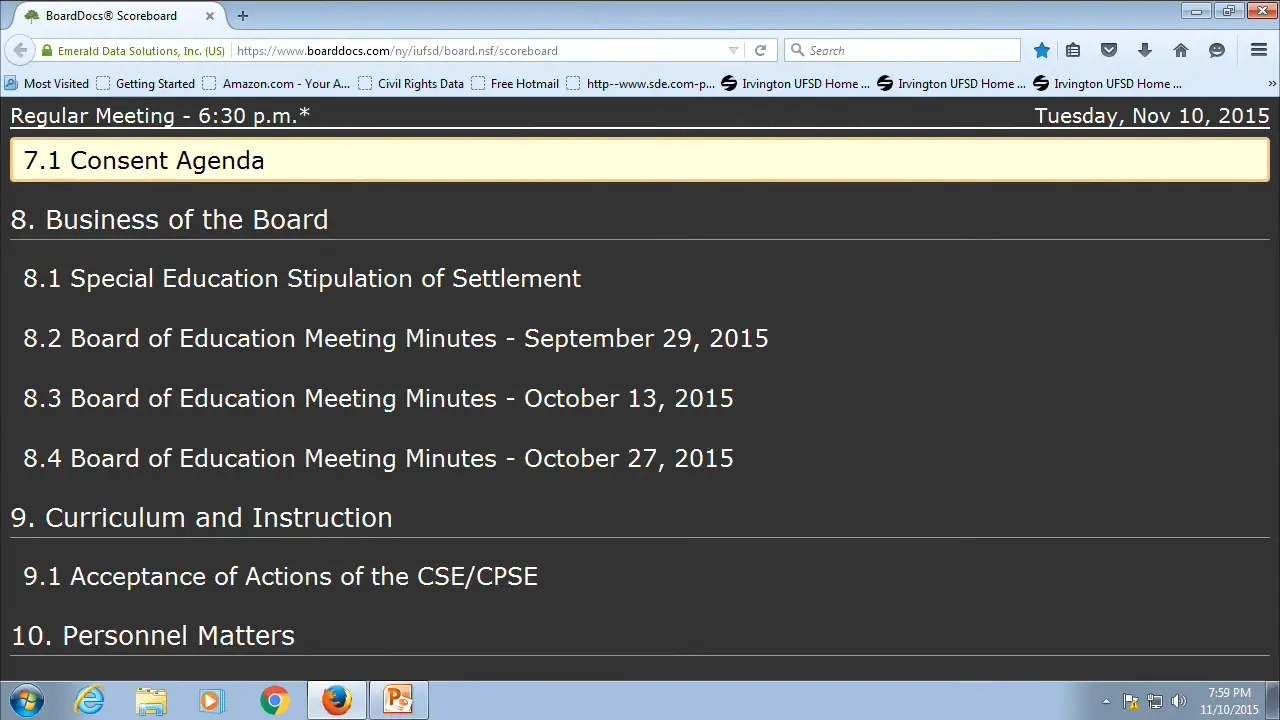 BoardDocs® Scoreboard
Emerald Data Solutions, Inc. (US)
https://www.boarddocs.com/ny/iufsd/board.nsf/scoreboard
Search
Most Visited
Getting Started
Amazon.com - Your A...
Civil Rights Data
Free Hotmail
http--www.sde.com-p...
Irvington UFSD Home ...
Irvington UFSD Home ...
Irvington UFSD Home ...
Regular Meeting - 6:30 p.m.*
Tuesday, Nov 10, 2015
7.1 Consent Agenda
8. Business of the Board
8.1 Special Education Stipulation of Settlement
8.2 Board of Education Meeting Minutes - September 29, 2015
8.3 Board of Education Meeting Minutes - October 13, 2015
8.4 Board of Education Meeting Minutes - October 27, 2015
9. Curriculum and Instruction
9.1 Acceptance of Actions of the CSE/CPSE
10. Personnel Matters
7:59 PM
11/10/2015